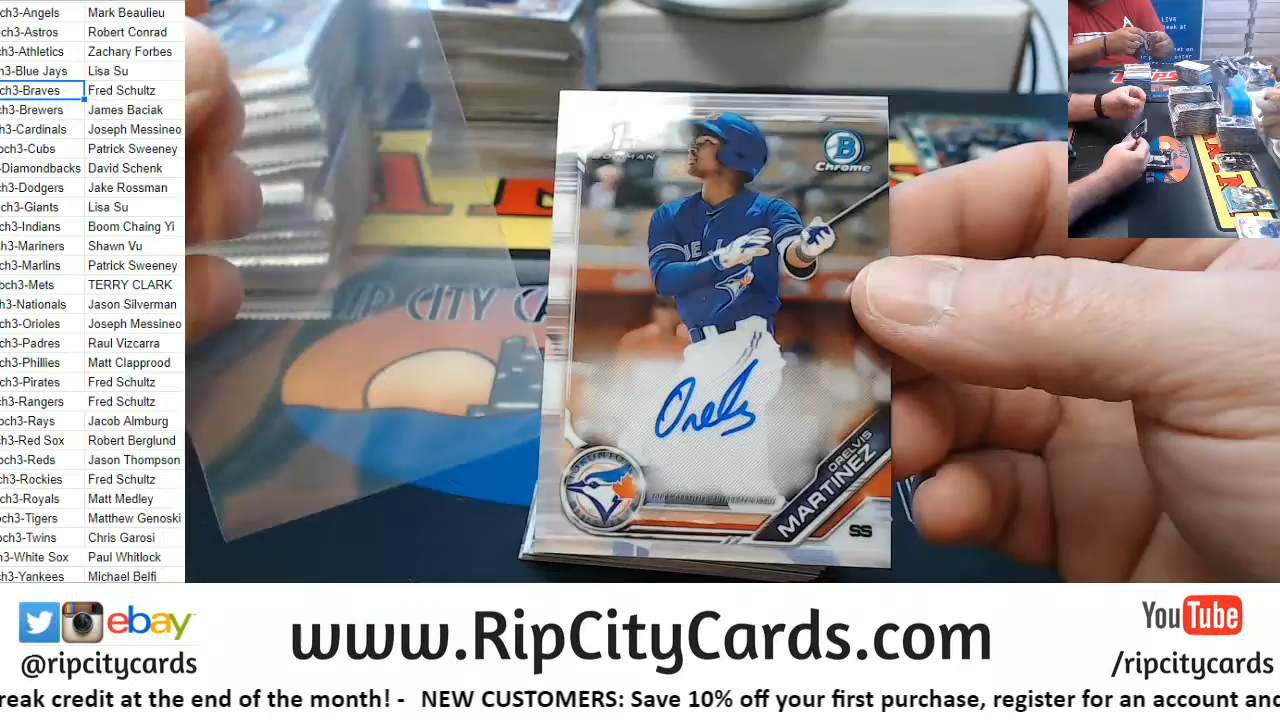 ch3-Angels Mark Beaulieu
ch3-Astros Robert Conrad
ch3-Athletics Zachary Forbes
h3-Blue Jays Lisa Su
ch3-Braves Fred Schultz
ch3-Brewers James Baciak
h3-Cardinals Joseph Messineo
och3-Cubs Patrick Sweeney
-Diamondbacks David Schenk
ch3-Dodgers Jake Rossman
och3-Giants Lisa Su
ch3-Indians Boom Chaing Yi
ch3-Mariners Shawn Vu
ch3-Marlins Patrick Sweeney
och3-Mets TERRY CLARK
h3-Nationals Jason Silverman
ch3-Orioles Joseph Messineo
ch3-Padres Raul Vizcarra
ch3-Phillies Matt Clapprood
ch3-Pirates Fred Schultz
ch3-Rangers Fred Schultz
och3-Rays Jacob Almburg
h3-Red Sox Robert Berglund
och3-Reds Jason Thompson
ch3-Rockies Fred Schultz
ch3-Royals Matt Medley
och3-Tigers Matthew Genoski
och3-Twins Chris Garosi
h3-White Sox Paul Whitlock
h3-Yankees Michael Belfi
1st
BOWMAN
B
Chrome
Orelvis
ORELVIS
MARTINEZ
SS
TORONTO
RIP CITY CA
LIVE
ebay
@ripcitycards
www.RipCityCards.com
YouTube
/ripcitycards
reak credit at the end of the month! - NEW CUSTOMERS: Save 10% off your first purchase, register for an account and